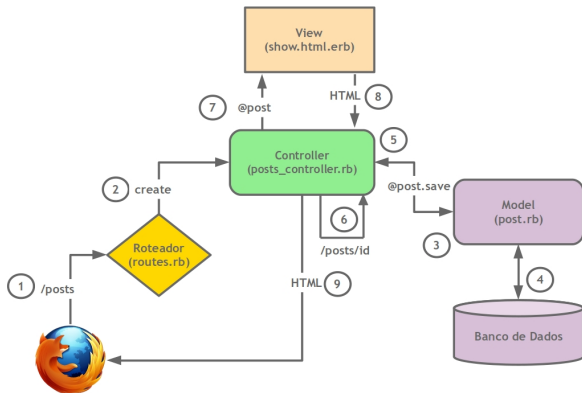 View
(show.html.erb)
7
@post
HTML
8
Controller
(posts_controller.rb)
5
2
create
@post.save
6
/posts/id
Model
(post.rb)
3
Roteador
(routes.rb)
1
/posts
HTML
9
4
Banco de Dados